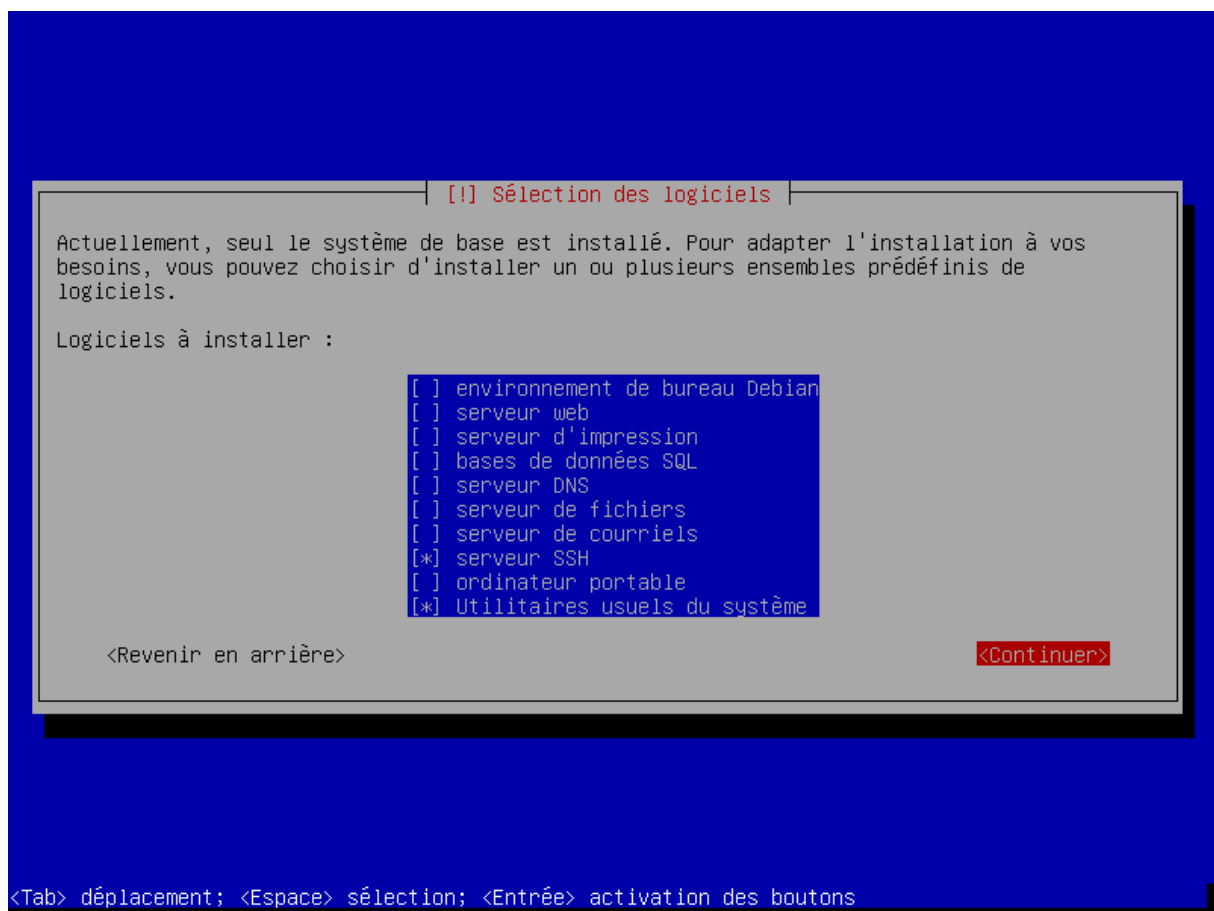 [!] Sélection des logiciels
Actuellement, seul le système de base est installé. Pour adapter l'installation à vos
besoins, vous pouvez choisir d'installer un ou plusieurs ensembles prédéfinis de
logiciels.
Logiciels à installer :
[ ] environnement de bureau Debian
[ ] serveur web
[ ] serveur d'impression
[ ] bases de données SQL
[ ] serveur DNS
[ ] serveur de fichiers
[ ] serveur de courriels
[*] serveur SSH
[ ] ordinateur portable
[*] Utilitaires usuels du système
<Revenir en arrière> <Continuer>
<Tab> déplacement; <Espace> sélection; <Entrée> activation des boutons